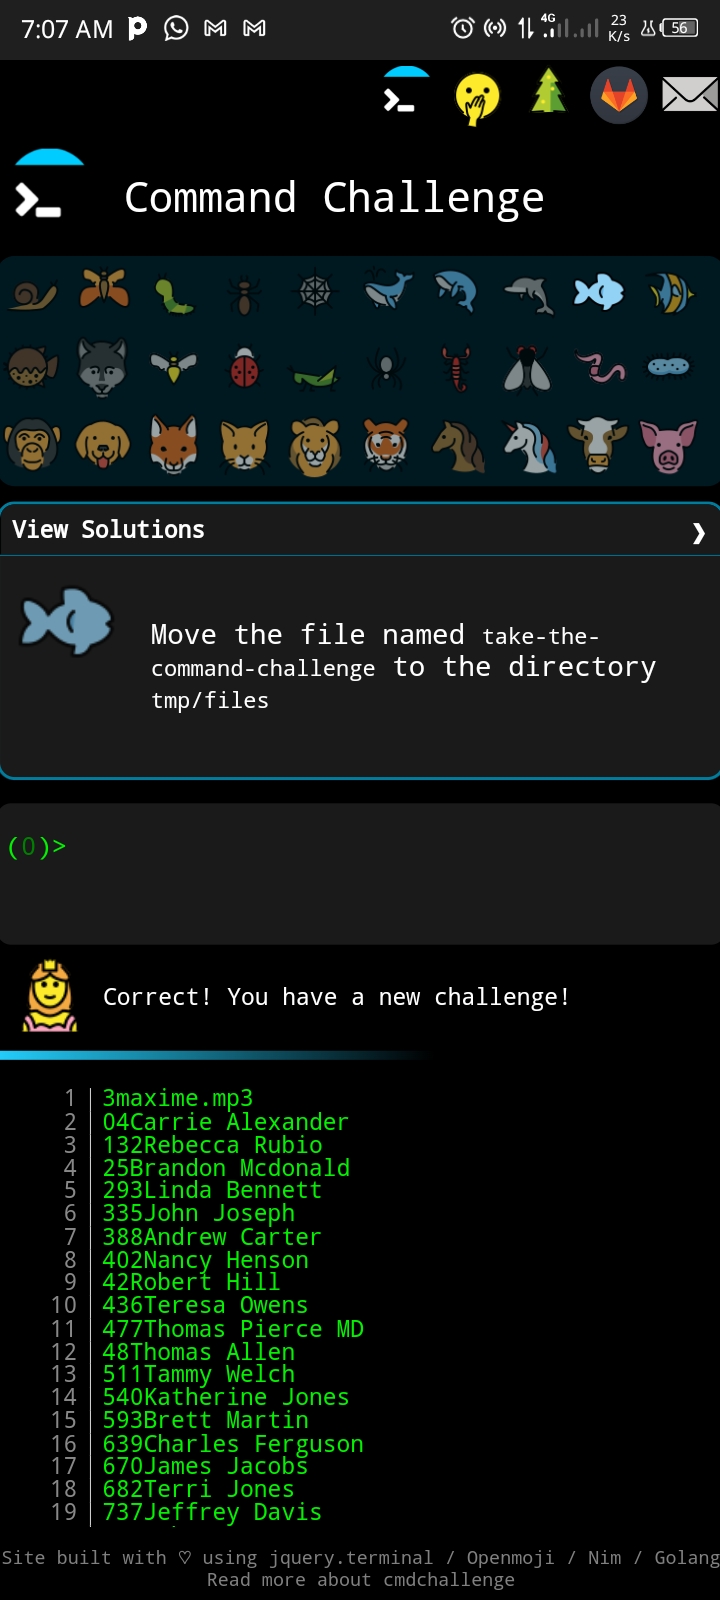 7:07 AM
4G
23
K/s
56
Command Challenge
View Solutions
Move the file named take-the-
command-challenge to the directory
tmp/files
(0)>
Correct! You have a new challenge!
1 3maxime.mp3
2 04Carrie Alexander
3 132Rebecca Rubio
4 25Brandon Mcdonald
5 293Linda Bennett
6 335John Joseph
7 388Andrew Carter
8 402Nancy Henson
9 42Robert Hill
10 436Teresa Owens
11 477Thomas Pierce MD
12 48Thomas Allen
13 511Tammy Welch
14 540Katherine Jones
15 593Brett Martin
16 639Charles Ferguson
17 670James Jacobs
18 682Terri Jones
19 737Jeffrey Davis
Site built with ♡ using jquery.terminal / Openmoji / Nim / Golang
Read more about cmdchallenge